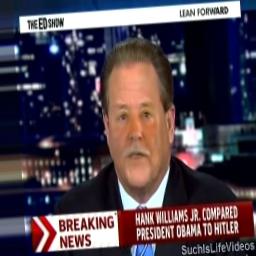 THE ED SHOW
LEAN FORWARD
BREAKING NEWS
HANK WILLIAMS JR. COMPARED
PRESIDENT OBAMA TO HITLER
SuchIsLifeVideos